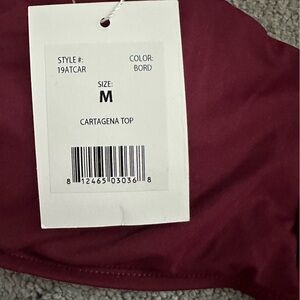 STYLE #: COLOR:
19ATCAR BORD
SIZE:
M
CARTAGENA TOP
8 12465 03036 8